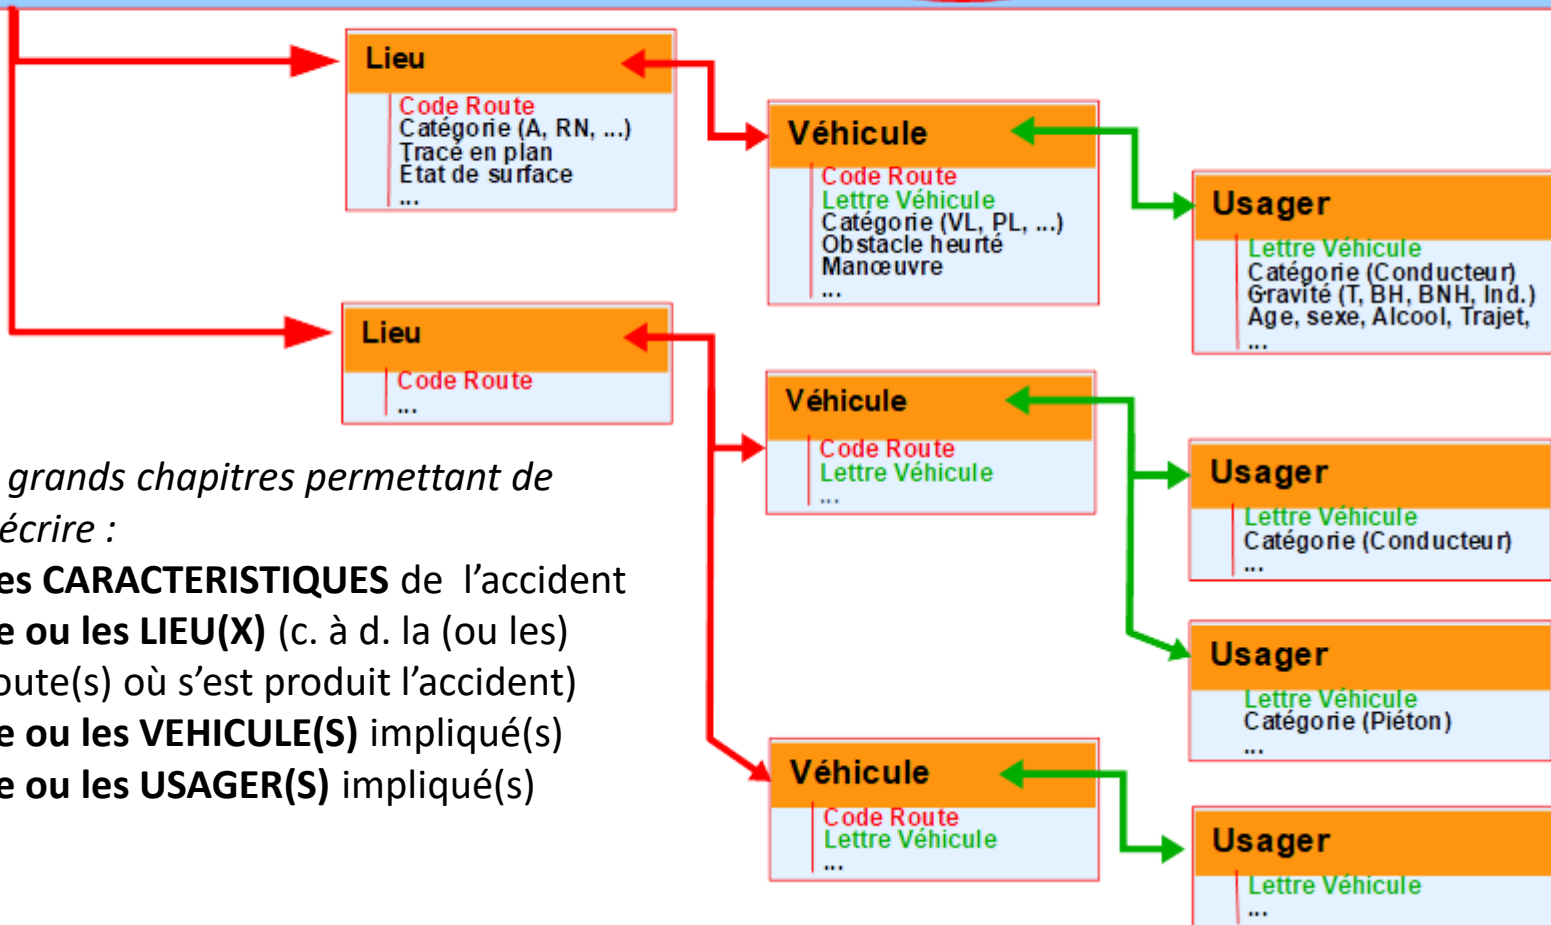 Lieu
Code Route
Catégorie (A, RN, ...)
Tracé en plan
Etat de surface
...
Véhicule
Code Route
Lettre Véhicule
Catégorie (VL, PL, ...)
Obstacle heurté
Manœuvre
...
Usager
Lettre Véhicule
Catégorie (Conducteur)
Gravité (T, BH, BNH, Ind.)
Age, sexe, Alcool, Trajet,
...
Lieu
Code Route
...
Véhicule
Code Route
Lettre Véhicule
...
Usager
Lettre Véhicule
Catégorie (Conducteur)
...
Usager
Lettre Véhicule
Catégorie (Piéton)
...
Véhicule
Code Route
Lettre Véhicule
...
Usager
Lettre Véhicule
...
grands chapitres permettant de
écrire :
es CARACTERISTIQUES de l’accident
e ou les LIEU(X) (c. à d. la (ou les)
oute(s) où s’est produit l’accident)
e ou les VEHICULE(S) impliqué(s)
e ou les USAGER(S) impliqué(s)